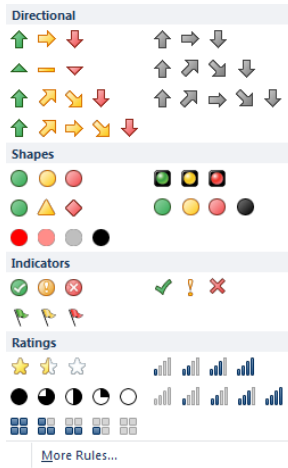 Directional
Shapes
Indicators
Ratings
More Rules...